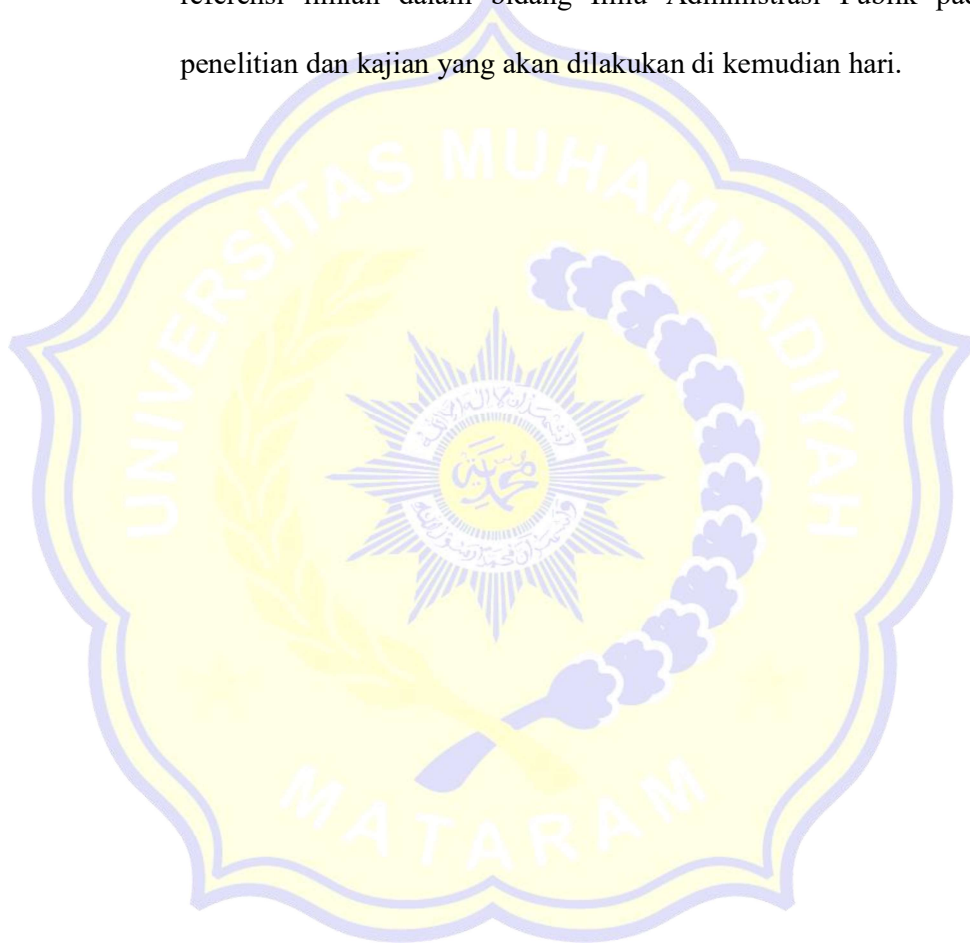 referensi ilmiah dalam bidang Ilmu Administrasi Publik
penelitian dan kajian yang akan dilakukan di kemudian hari.
UNIVERSITAS MUHAMMADIYAH
MATARAM